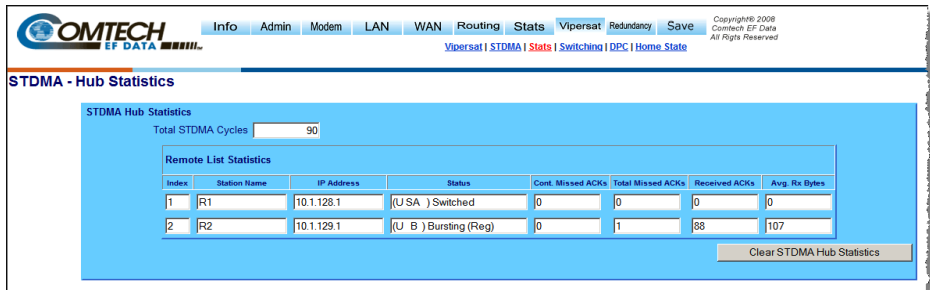 COMTECH
EF DATA
Info Admin Modem LAN WAN Routing Stats Vipersat Redundancy Save
Copyright© 2008
Comtech EF Data
All Rigts Reserved
Vipersat | STDMA | Stats | Switching | DPC | Home State
STDMA - Hub Statistics
STDMA Hub Statistics
Total STDMA Cycles 90
Remote List Statistics
Index Station Name IP Address Status Cont. Missed ACKs Total Missed ACKs Received ACKs Avg. Rx Bytes
1 R1 10.1.128.1 (U SA ) Switched 0 0 0 0
2 R2 10.1.129.1 (U B ) Bursting (Reg) 0 1 88 107
Clear STDMA Hub Statistics